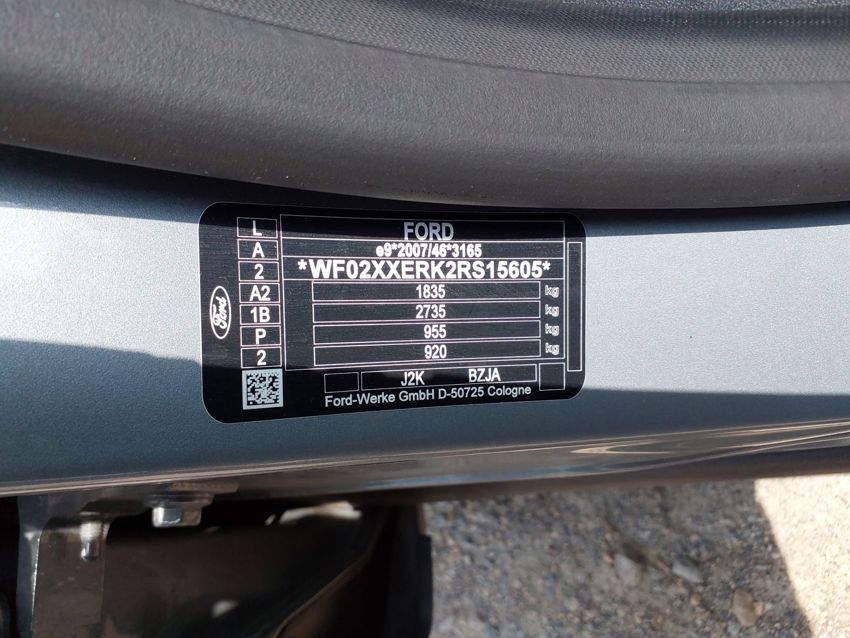 L
FORD
A
e9*2007/46*3165
2
*WF02XXERK2RS15605*
A2
1835 kg
1B
2735 kg
P
955 kg
2
920 kg
Ford
J2K BZJA
Ford-Werke GmbH D-50725 Cologne